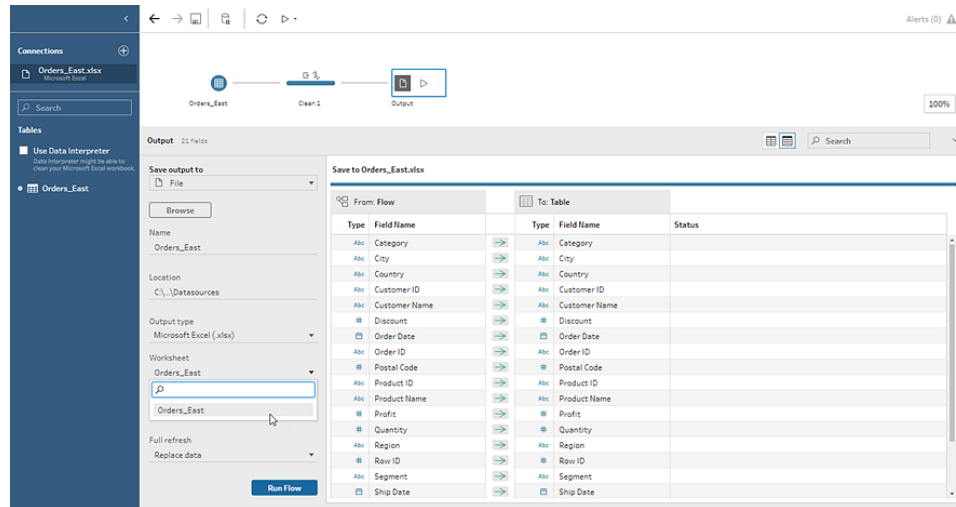 Alerts (0)
Connections
Orders_East.xlsx
Microsoft Excel
Search
Tables
Use Data Interpreter
Data Interpreter might be able to
clean your Microsoft Excel workbook.
Orders_East
Orders_East
Clean 1
Output
100%
Output 21 fields
Search
Save output to
File
Browse
Name
Orders_East
Location
C:\...\Datasources
Output type
Microsoft Excel (.xlsx)
Worksheet
Orders_East
Orders_East
Full refresh
Replace data
Run Flow
Save to Orders_East.xlsx
From: Flow To: Table
Type Field Name Type Field Name Status
Abc Category Abc Category
Abc City Abc City
Abc Country Abc Country
Abc Customer ID Abc Customer ID
Abc Customer Name Abc Customer Name
# Discount # Discount
Order Date Order Date
Abc Order ID Abc Order ID
# Postal Code # Postal Code
Abc Product ID Abc Product ID
Abc Product Name Abc Product Name
# Profit # Profit
# Quantity # Quantity
Abc Region Abc Region
# Row ID # Row ID
Abc Segment Abc Segment
Ship Date Ship Date